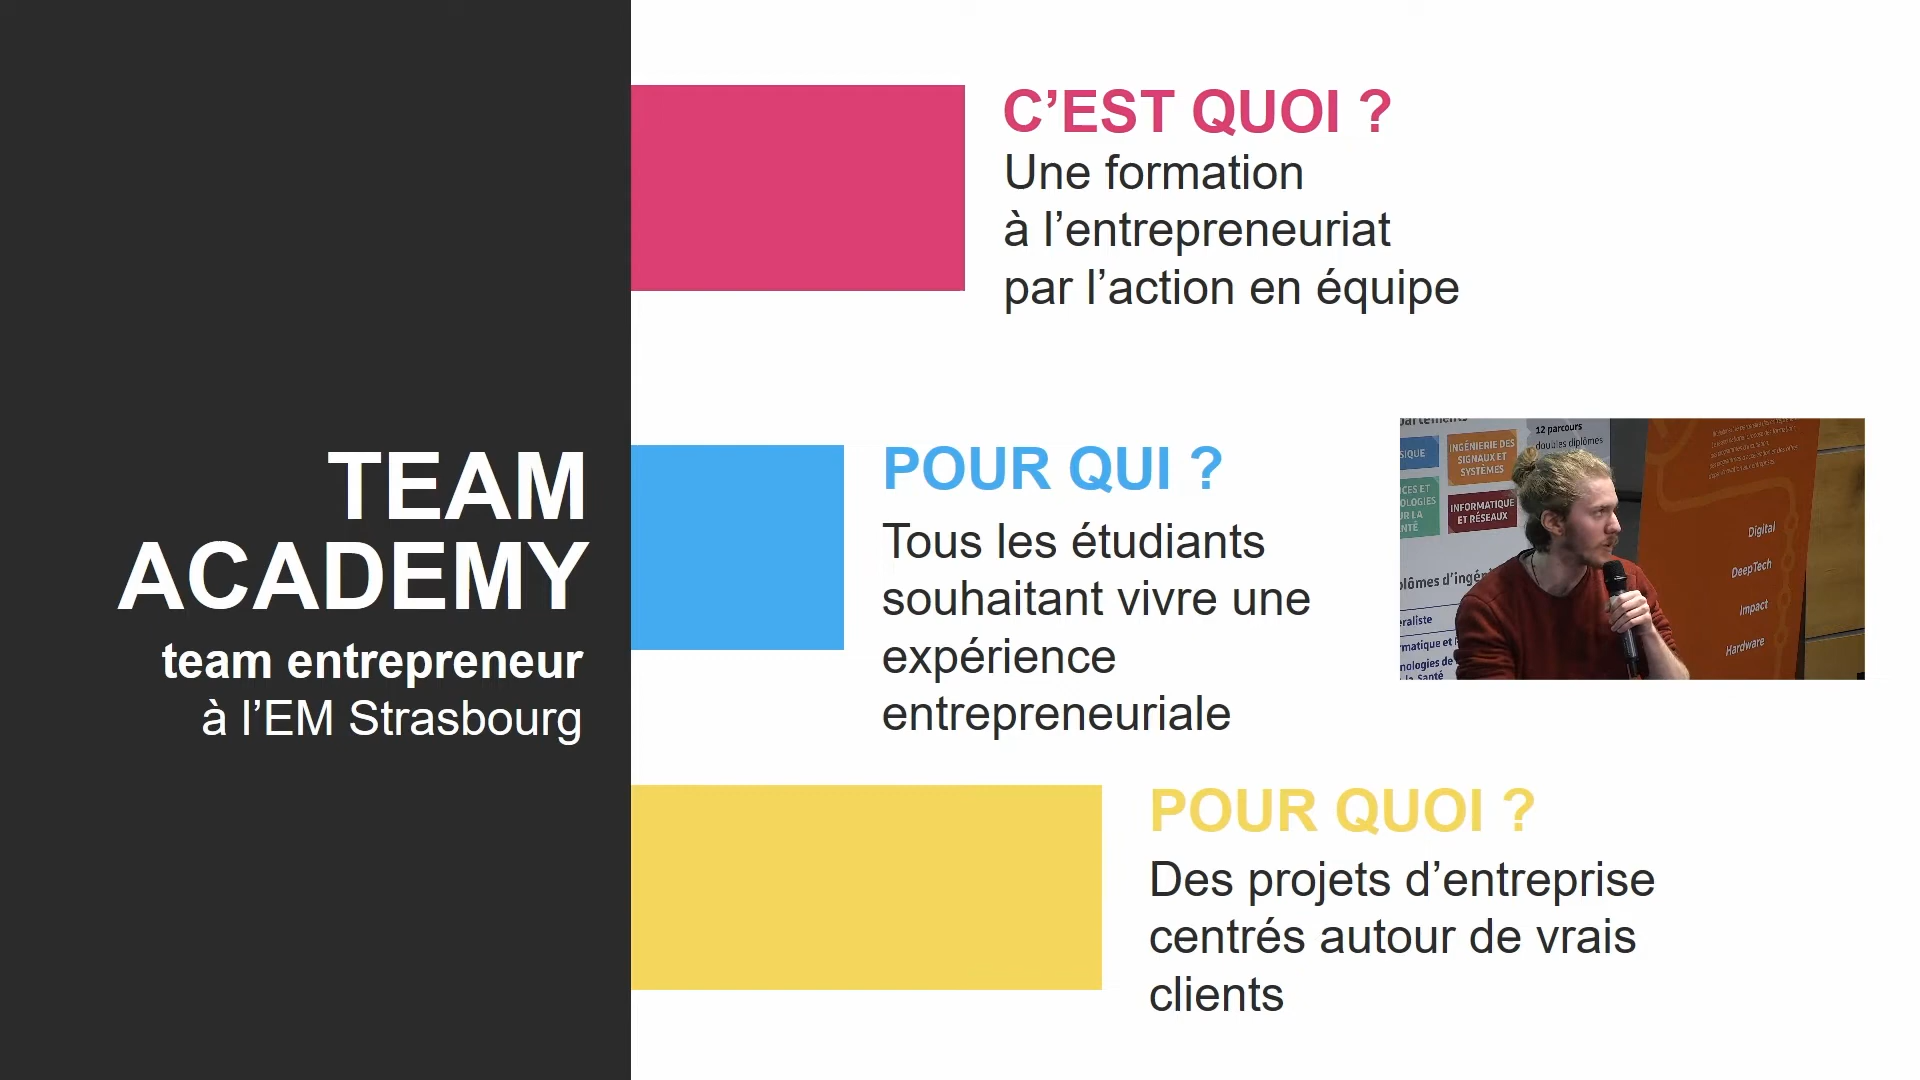 TEAM
ACADEMY
team entrepreneur
à l’EM Strasbourg
C’EST QUOI ?
Une formation
à l’entrepreneuriat
par l’action en équipe
POUR QUI ?
Tous les étudiants
souhaitant vivre une
expérience
entrepreneuriale
POUR QUOI ?
Des projets d’entreprise
centrés autour de vrais
clients
12 parcours
doubles diplômes
INGÉNIERIE DES
SIGNAUX ET
SYSTÈMES
INFORMATIQUE
ET RÉSEAUX
Digital
DeepTech
Impact
Hardware